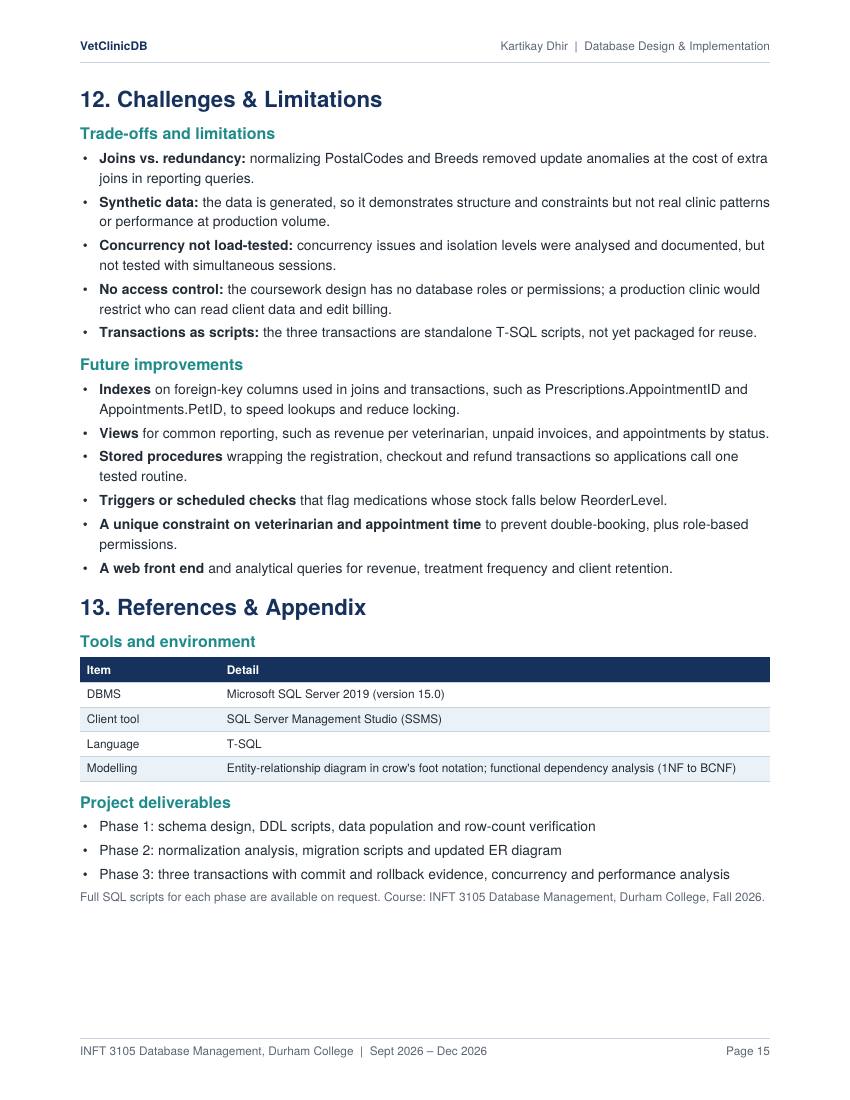 VetClinicDB
Kartikay Dhir | Database Design & Implementation
12. Challenges & Limitations
Trade-offs and limitations
• Joins vs. redundancy: normalizing PostalCodes and Breeds removed update anomalies at the cost of extra
joins in reporting queries.
• Synthetic data: the data is generated, so it demonstrates structure and constraints but not real clinic patterns
or performance at production volume.
• Concurrency not load-tested: concurrency issues and isolation levels were analysed and documented, but
not tested with simultaneous sessions.
• No access control: the coursework design has no database roles or permissions; a production clinic would
restrict who can read client data and edit billing.
• Transactions as scripts: the three transactions are standalone T-SQL scripts, not yet packaged for reuse.
Future improvements
• Indexes on foreign-key columns used in joins and transactions, such as Prescriptions.AppointmentID and
Appointments.PetID, to speed lookups and reduce locking.
• Views for common reporting, such as revenue per veterinarian, unpaid invoices, and appointments by status.
• Stored procedures wrapping the registration, checkout and refund transactions so applications call one
tested routine.
• Triggers or scheduled checks that flag medications whose stock falls below ReorderLevel.
• A unique constraint on veterinarian and appointment time to prevent double-booking, plus role-based
permissions.
• A web front end and analytical queries for revenue, treatment frequency and client retention.
13. References & Appendix
Tools and environment
Item Detail
DBMS Microsoft SQL Server 2019 (version 15.0)
Client tool SQL Server Management Studio (SSMS)
Language T-SQL
Modelling Entity-relationship diagram in crow's foot notation; functional dependency analysis (1NF to BCNF)
Project deliverables
• Phase 1: schema design, DDL scripts, data population and row-count verification
• Phase 2: normalization analysis, migration scripts and updated ER diagram
• Phase 3: three transactions with commit and rollback evidence, concurrency and performance analysis
Full SQL scripts for each phase are available on request. Course: INFT 3105 Database Management, Durham College, Fall 2026.
INFT 3105 Database Management, Durham College | Sept 2026 – Dec 2026
Page 15